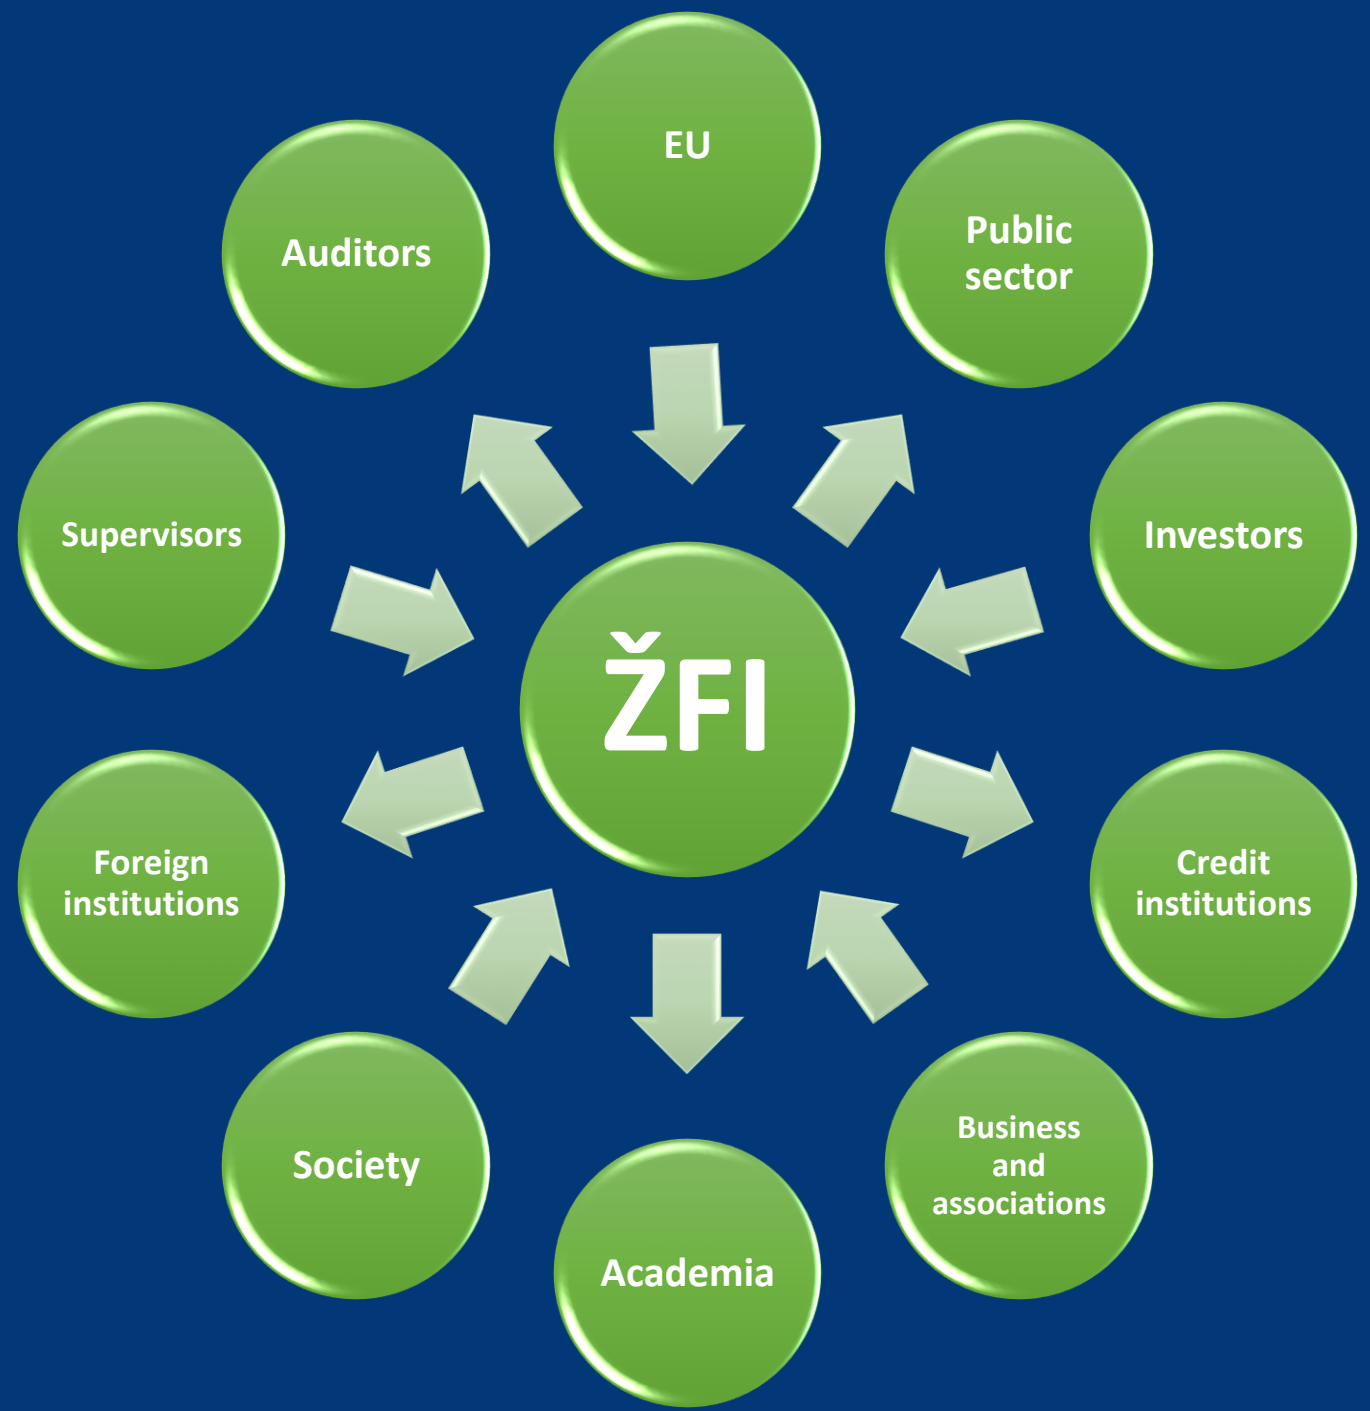 EU
Public
sector
Investors
Credit
institutions
Business
and
associations
Academia
Society
Foreign
institutions
Supervisors
Auditors
ŽFI